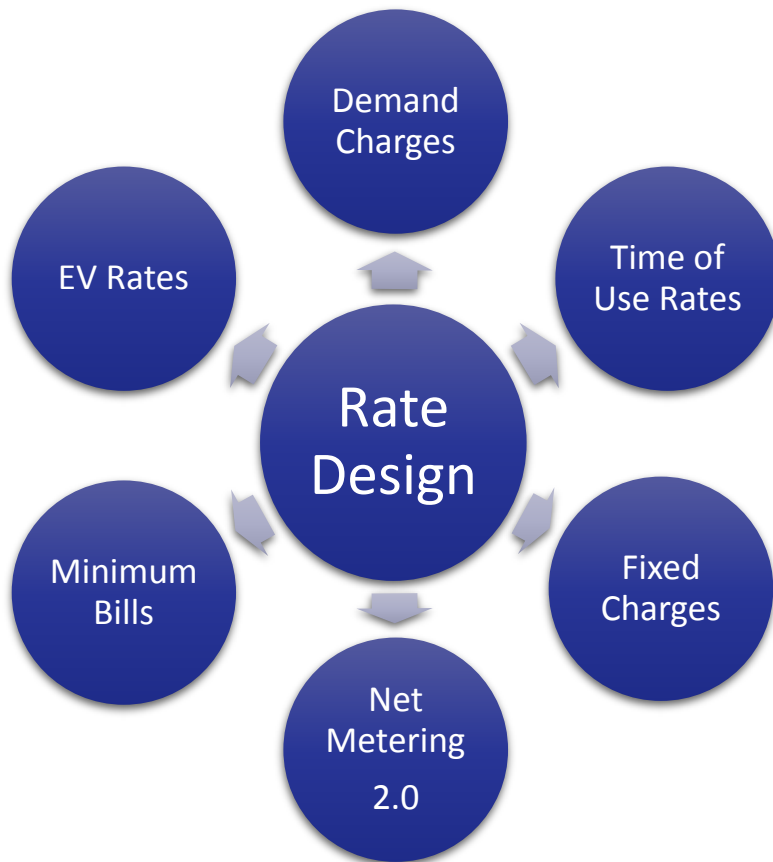 Demand
Charges
EV Rates
Time of
Use Rates
Rate
Design
Minimum
Bills
Fixed
Charges
Net
Metering
2.0